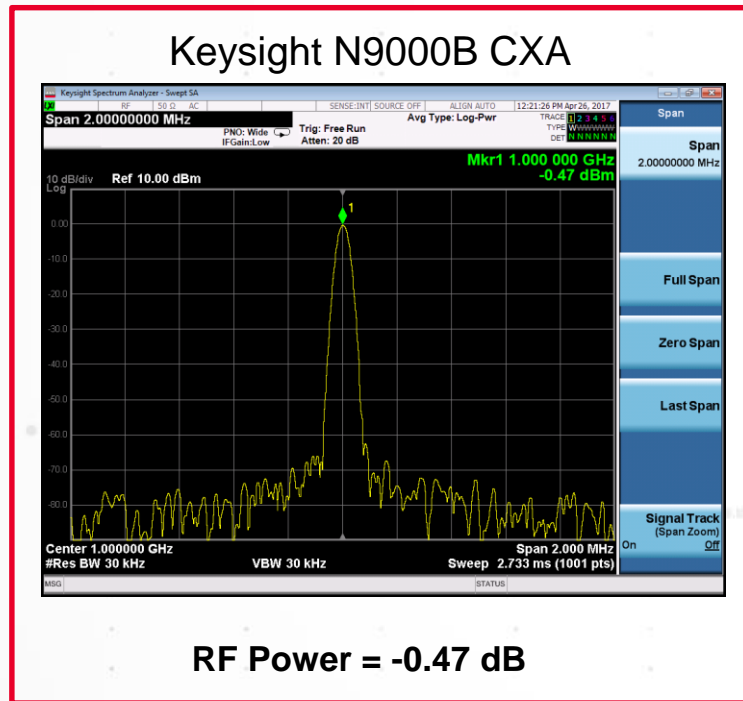 Keysight N9000B CXA
Keysight Spectrum Analyzer - Swept SA
LXI RF 50 Ω AC SENSE:INT SOURCE OFF ALIGN AUTO 12:21:26 PM Apr 26, 2017
Span 2.00000000 MHz
Avg Type: Log-Pwr
TRACE 1 2 3 4 5 6
PNO: Wide Trig: Free Run
TYPE WWWWWW
IFGain:Low Atten: 20 dB
DET N N N N N N
Mkr1 1.000 000 GHz
-0.47 dBm
10 dB/div Ref 10.00 dBm
Log
1
0.00
-10.0
-20.0
-30.0
-40.0
-50.0
-60.0
-70.0
-80.0
Center 1.000000 GHz Span 2.000 MHz
#Res BW 30 kHz VBW 30 kHz Sweep 2.733 ms (1001 pts)
MSG STATUS
Span
Span
2.00000000 MHz
Full Span
Zero Span
Last Span
Signal Track
(Span Zoom)
On Off
RF Power = -0.47 dB